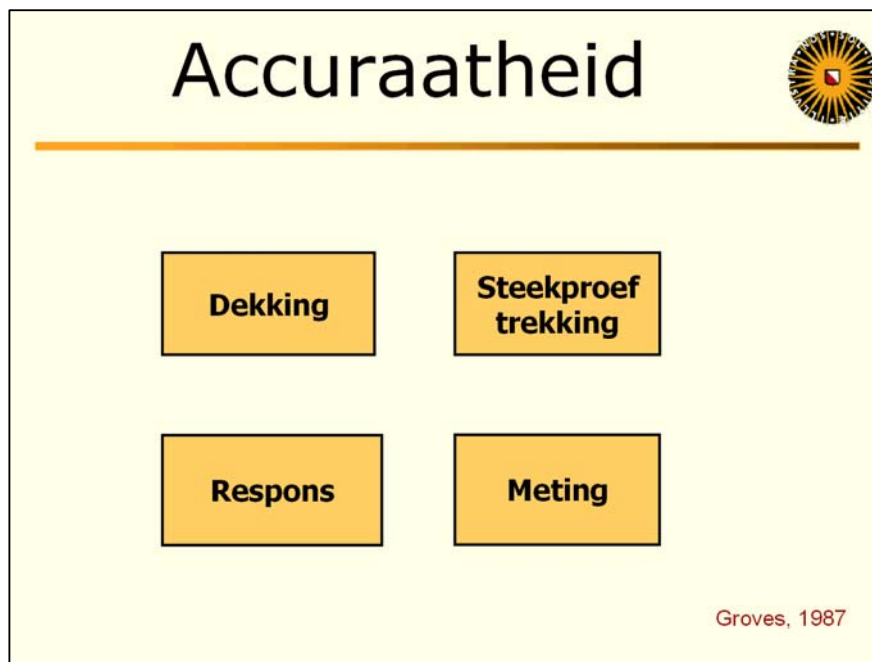 Accuraatheid
Dekking
Steekproef
trekking
Respons
Meting
Groves, 1987